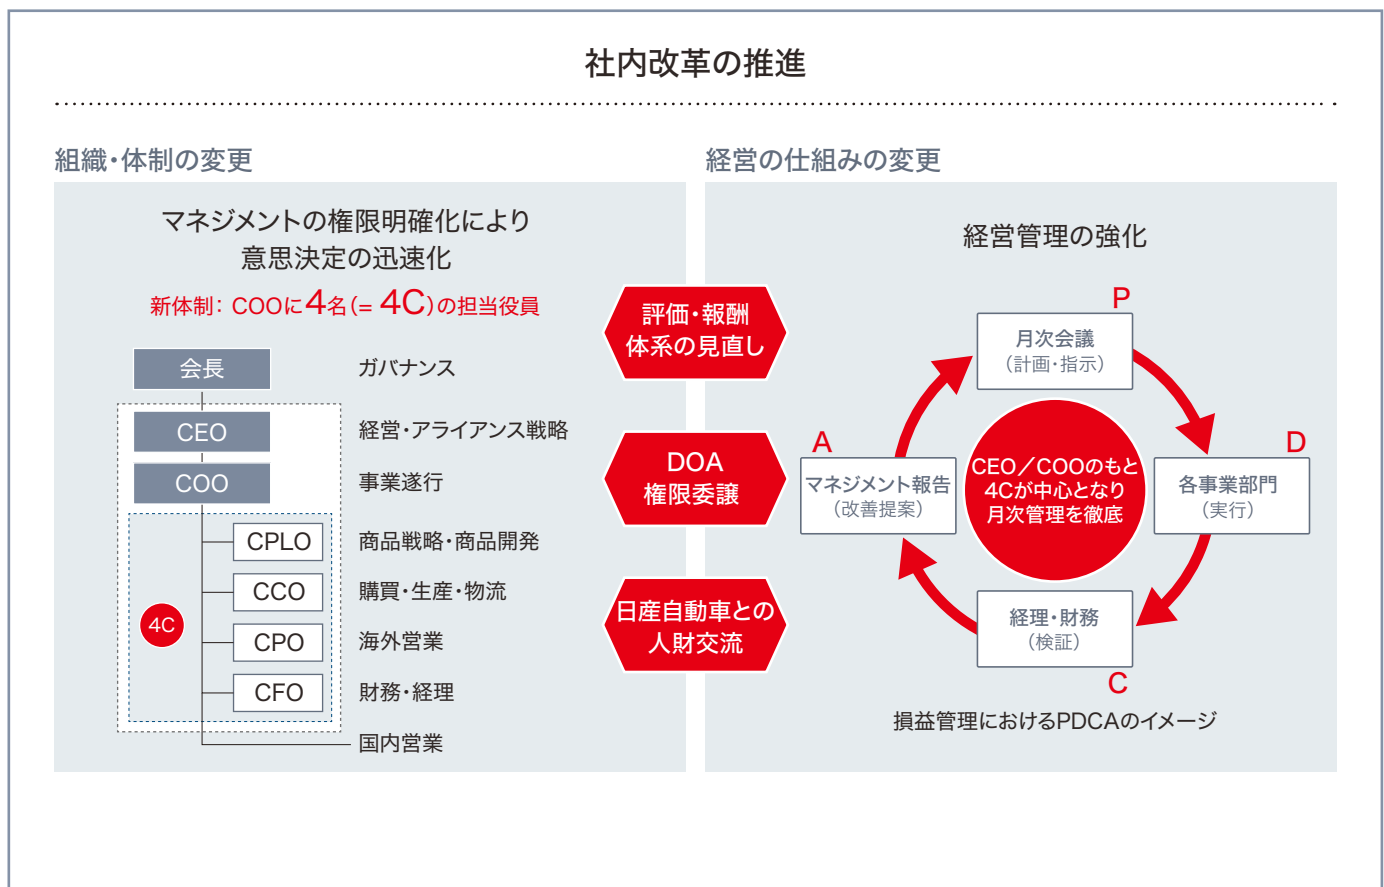 社内改革の推進
組織・体制の変更
マネジメントの権限明確化により
意思決定の迅速化
新体制：COOに4名（= 4C）の担当役員
会長
ガバナンス
CEO
経営・アライアンス戦略
COO
事業遂行
4C
CPLO
商品戦略・商品開発
CCO
購買・生産・物流
CPO
海外営業
CFO
財務・経理
国内営業
評価・報酬
体系の見直し
DOA
権限委譲
日産自動車との
人財交流
経営の仕組みの変更
経営管理の強化
P
月次会議
（計画・指示）
D
各事業部門
（実行）
C
経理・財務
（検証）
A
マネジメント報告
（改善提案）
CEO／COOのもと
4Cが中心となり
月次管理を徹底
損益管理におけるPDCAのイメージ